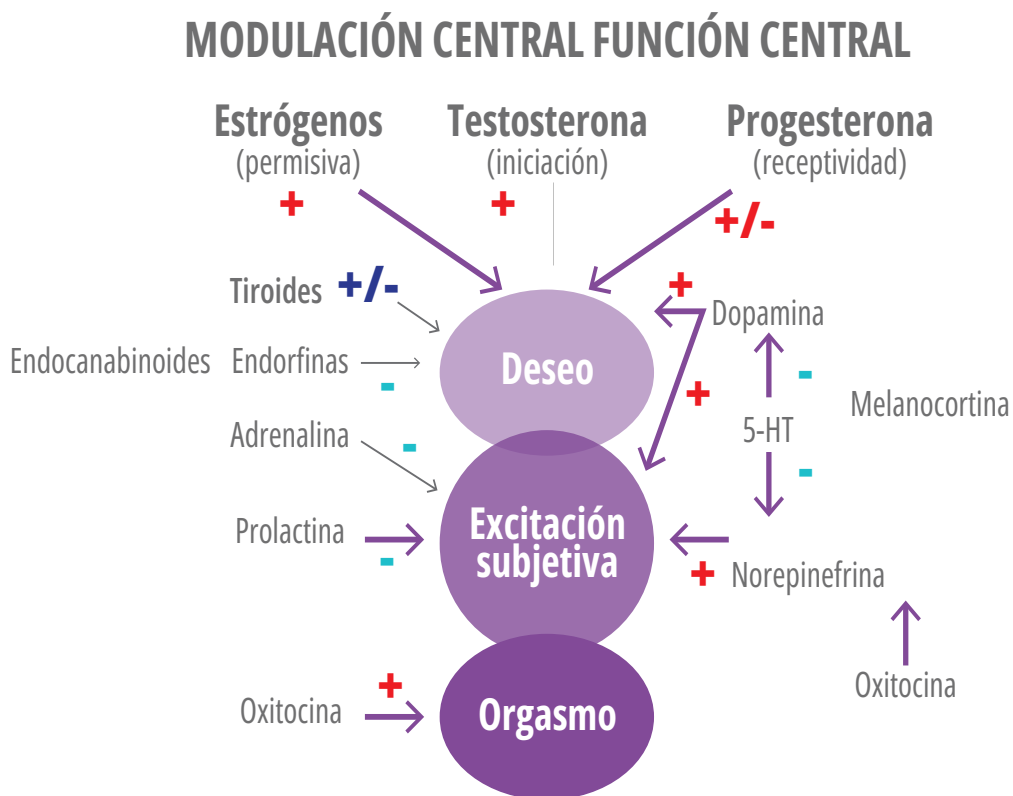 MODULACIÓN CENTRAL FUNCIÓN CENTRAL
Estrógenos
(permisiva)
+
Testosterona
(iniciación)
+
Progesterona
(receptividad)
+/-
Tiroides +/-
+
Dopamina
Endocanabinoides Endorfinas
-
Deseo
+
-
Melanocortina
5-HT
-
Adrenalina
-
Excitación
subjetiva
Prolactina
-
+
Norepinefrina
Oxitocina
Oxitocina
+
Orgasmo